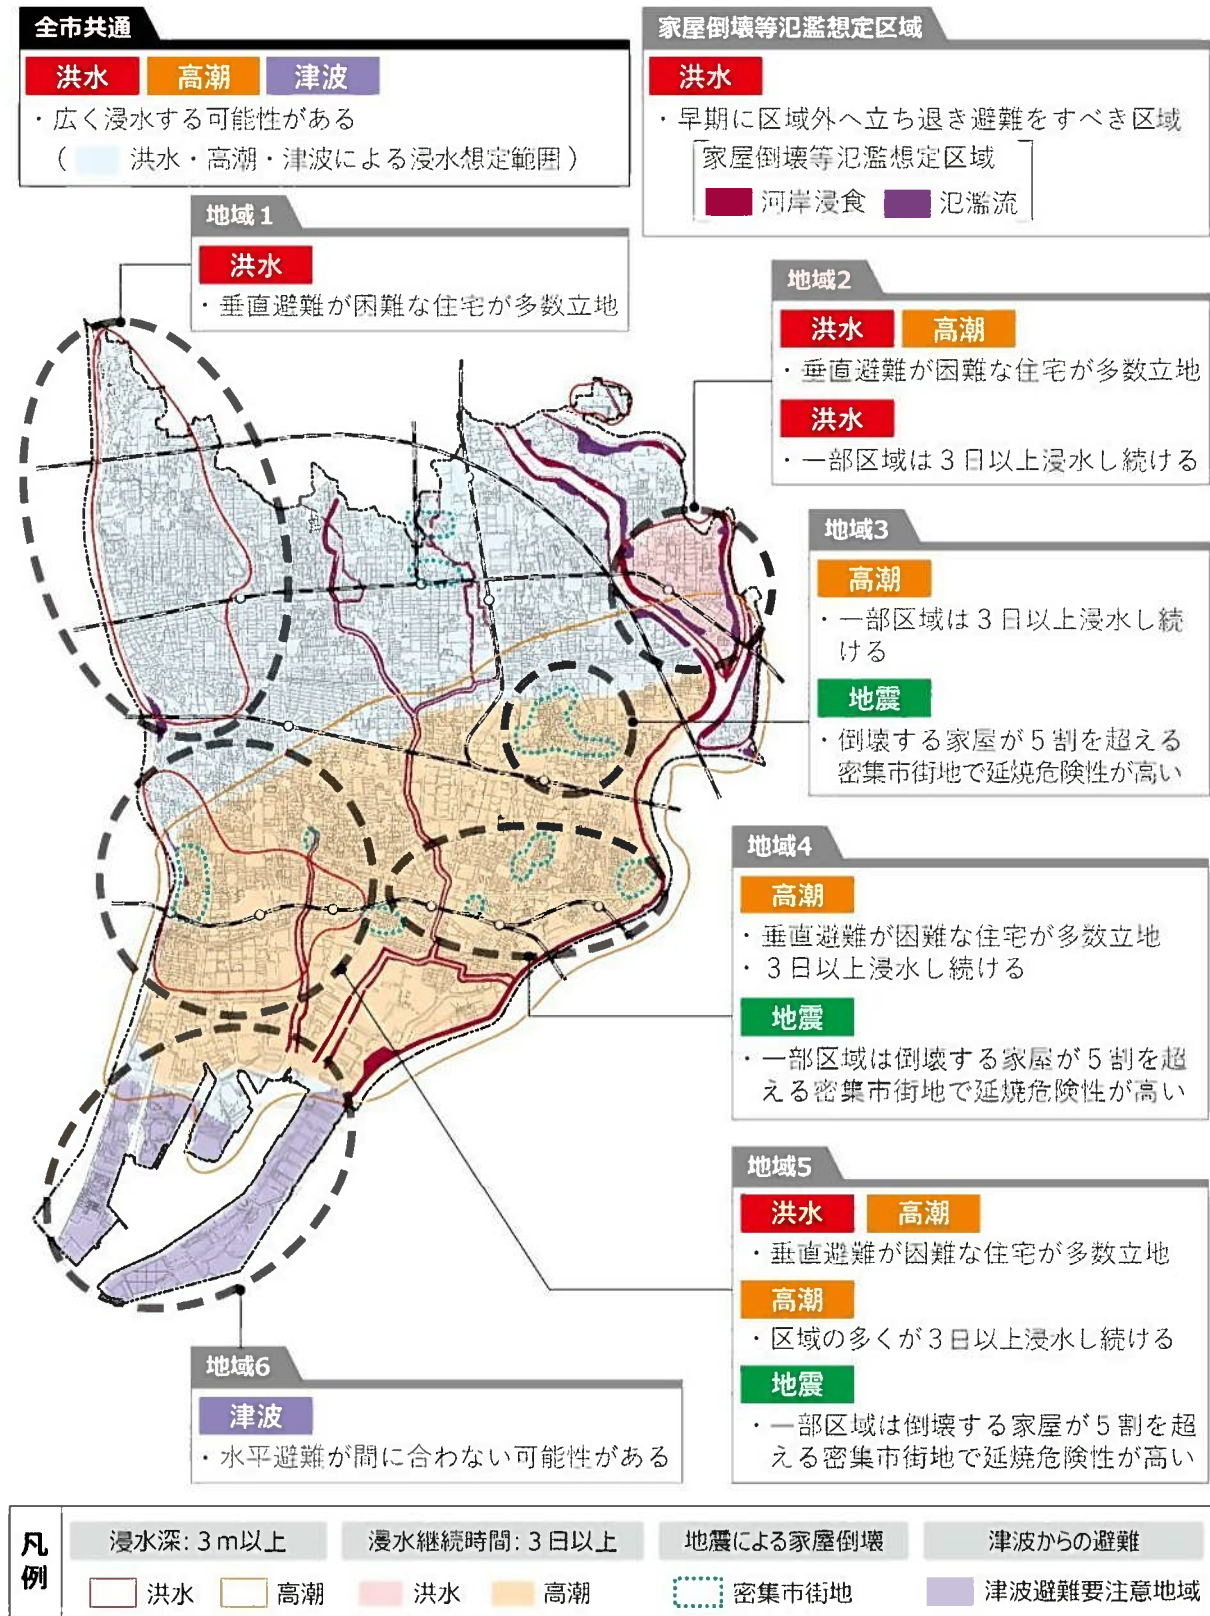 全市共通
洪水 高潮 津波
・広く浸水する可能性がある
（ 洪水・高潮・津波による浸水想定範囲）
家屋倒壊等氾濫想定区域
洪水
・早期に区域外へ立ち退き避難をすべき区域
家屋倒壊等氾濫想定区域
河岸浸食 氾濫流
地域1
洪水
・垂直避難が困難な住宅が多数立地
地域2
洪水 高潮
・垂直避難が困難な住宅が多数立地
洪水
・一部区域は3日以上浸水し続ける
地域3
高潮
・一部区域は3日以上浸水し続
ける
地震
・倒壊する家屋が5割を超える
密集市街地で延焼危険性が高い
地域4
高潮
・垂直避難が困難な住宅が多数立地
・3日以上浸水し続ける
地震
・一部区域は倒壊する家屋が5割を超
える密集市街地で延焼危険性が高い
地域5
洪水 高潮
・垂直避難が困難な住宅が多数立地
高潮
・区域の多くが3日以上浸水し続ける
地震
・一部区域は倒壊する家屋が5割を超
える密集市街地で延焼危険性が高い
地域6
津波
・水平避難が間に合わない可能性がある
凡例
浸水深：3m以上 浸水継続時間：3日以上 地震による家屋倒壊 津波からの避難
洪水 高潮 洪水 高潮 密集市街地 津波避難要注意地域